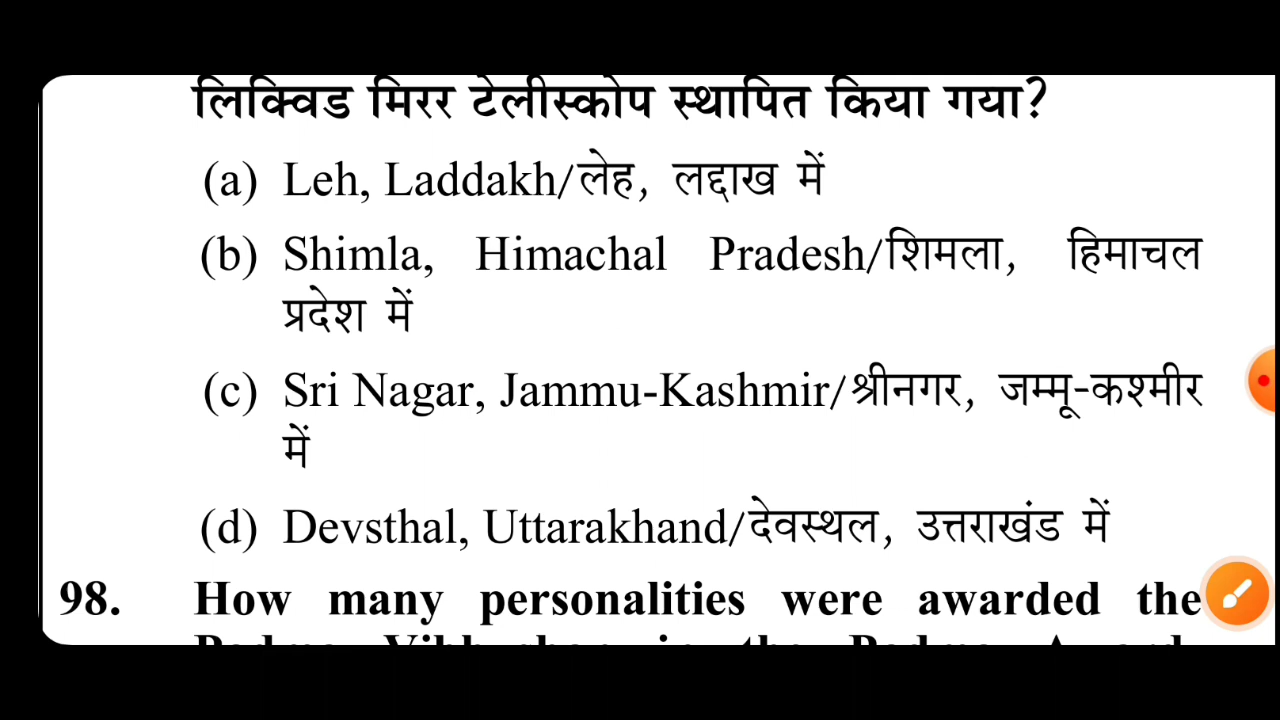 लिक्विड मिरर टेलीस्कोप स्थापित किया गया?
(a) Leh, Laddakh/लेह, लद्दाख में
(b) Shimla, Himachal Pradesh/शिमला, हिमाचल
प्रदेश में
(c) Sri Nagar, Jammu-Kashmir/श्रीनगर, जम्मू-कश्मीर
में
(d) Devsthal, Uttarakhand/देवस्थल, उत्तराखंड में
98. How many personalities were awarded the